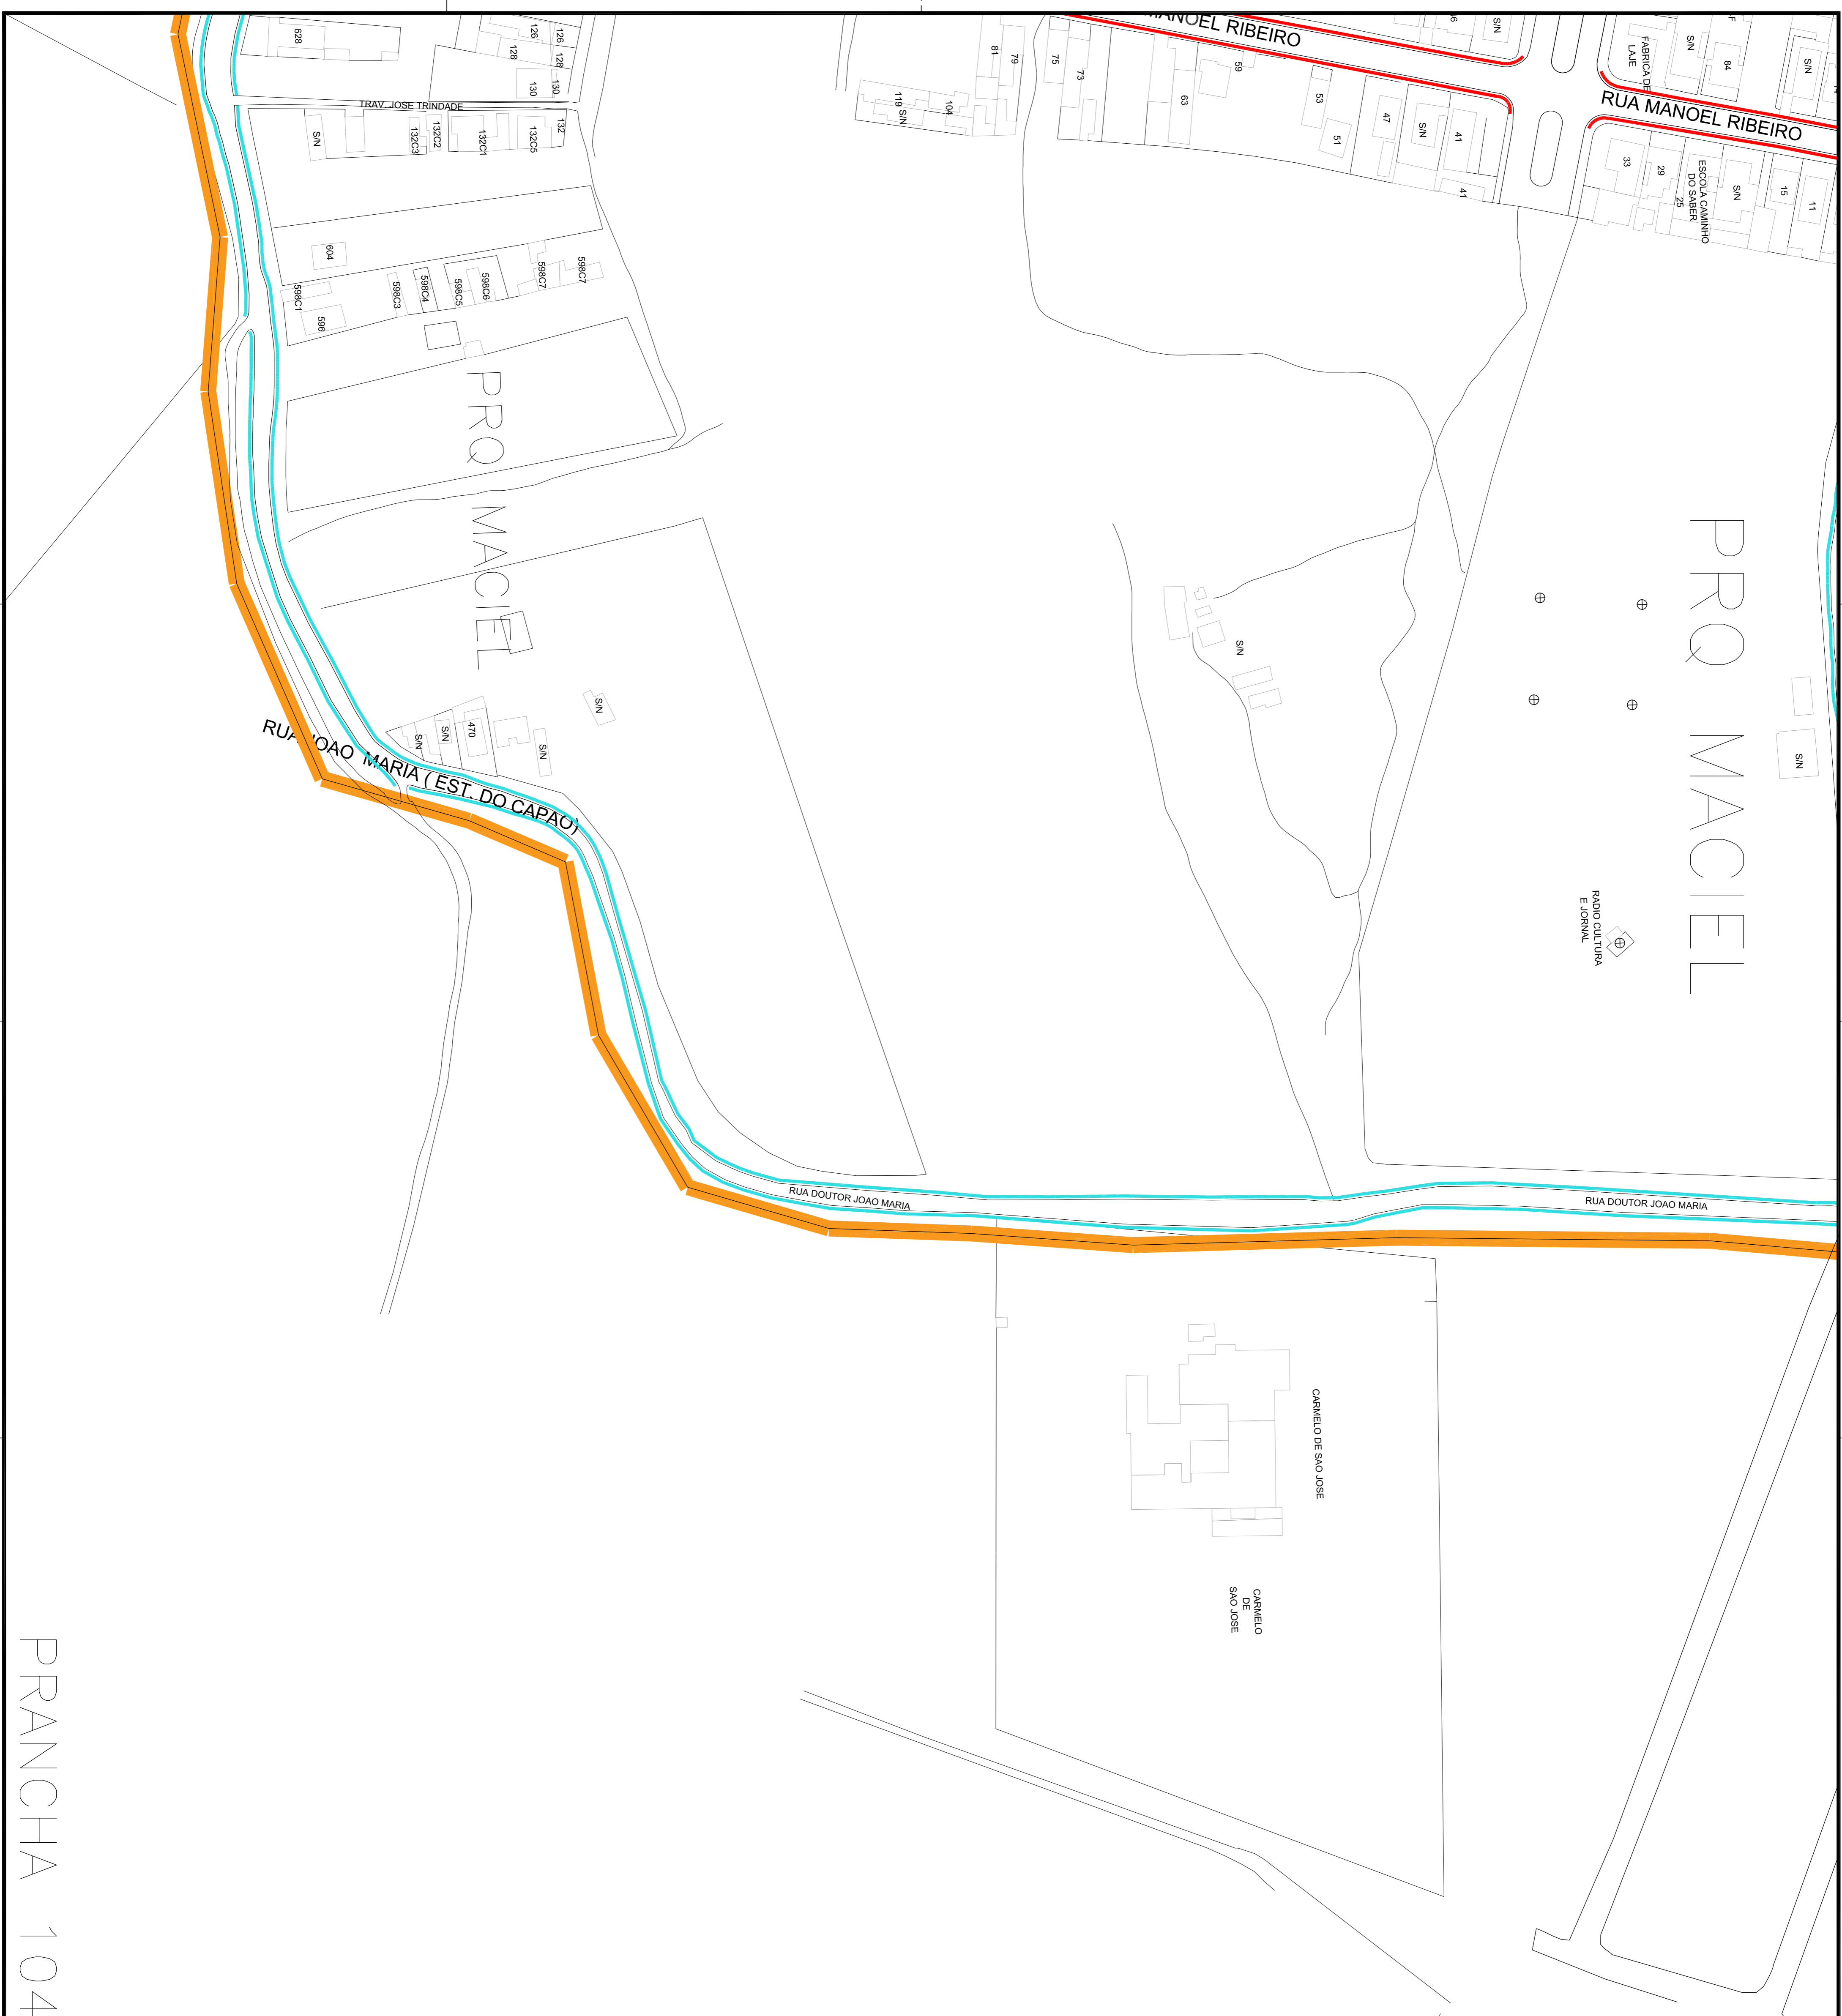 MANOEL RIBEIRO
RUA MANOEL RIBEIRO
628
126
126
128
128
130
130
TRAV. JOSE TRINDADE
S/N
132C3
132C2
132C1
132C5
132
81
79
75
73
119
S/N
104
63
59
53
51
47
S/N
41
41
S/N
FABRICA DE
LAJE
S/N
84
S/N
33
29
25
ESCOLA CAMINHO
DO SABER
S/N
15
11
604
598C1
596
598C3
598C4
598C5
598C6
598C7
598C7
PRQ MACIEL
S/N
S/N
470
S/N
S/N
RUA JOAO MARIA ( EST. DO CAPAO)
S/N
PRQ MACIEL
S/N
RADIO CULTURA
E JORNAL
RUA DOUTOR JOAO MARIA
RUA DOUTOR JOAO MARIA
CARMELO DE SAO JOSE
CARMELO
DE
SAO JOSE
PRANCHA 104